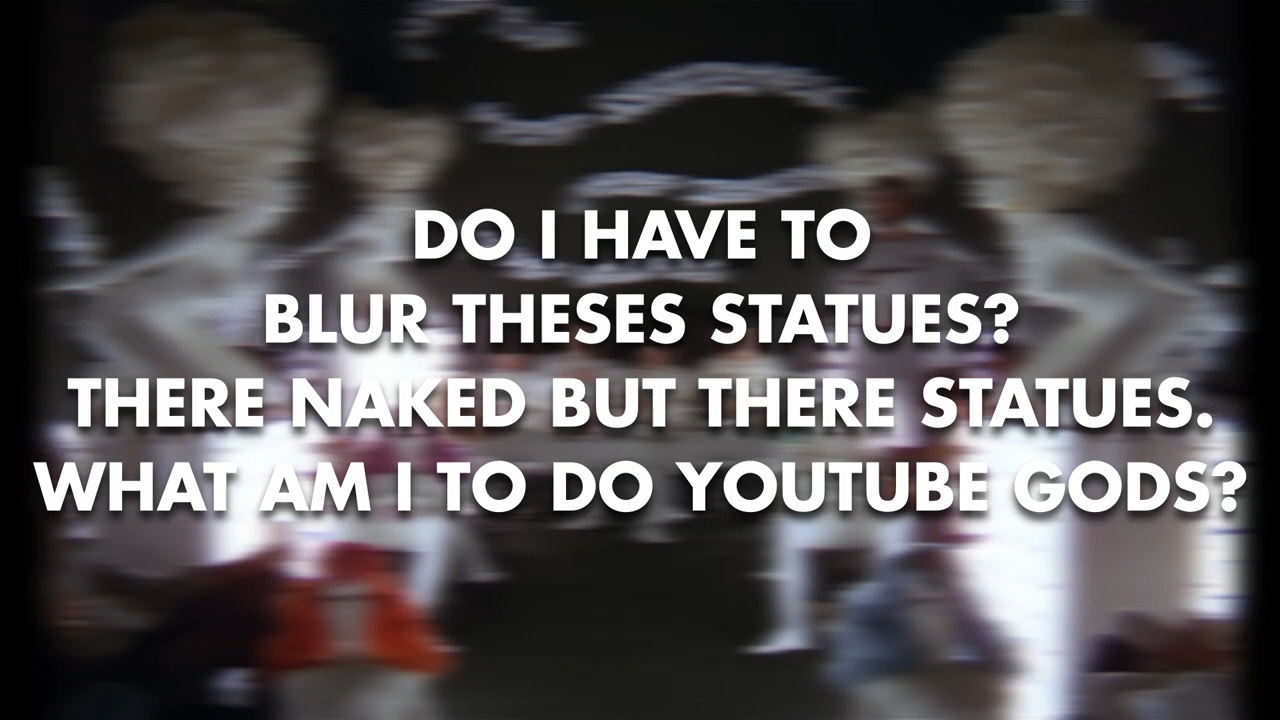 DO I HAVE TO
BLUR THESES STATUES?
THERE NAKED BUT THERE STATUES.
WHAT AM I TO DO YOUTUBE GODS?